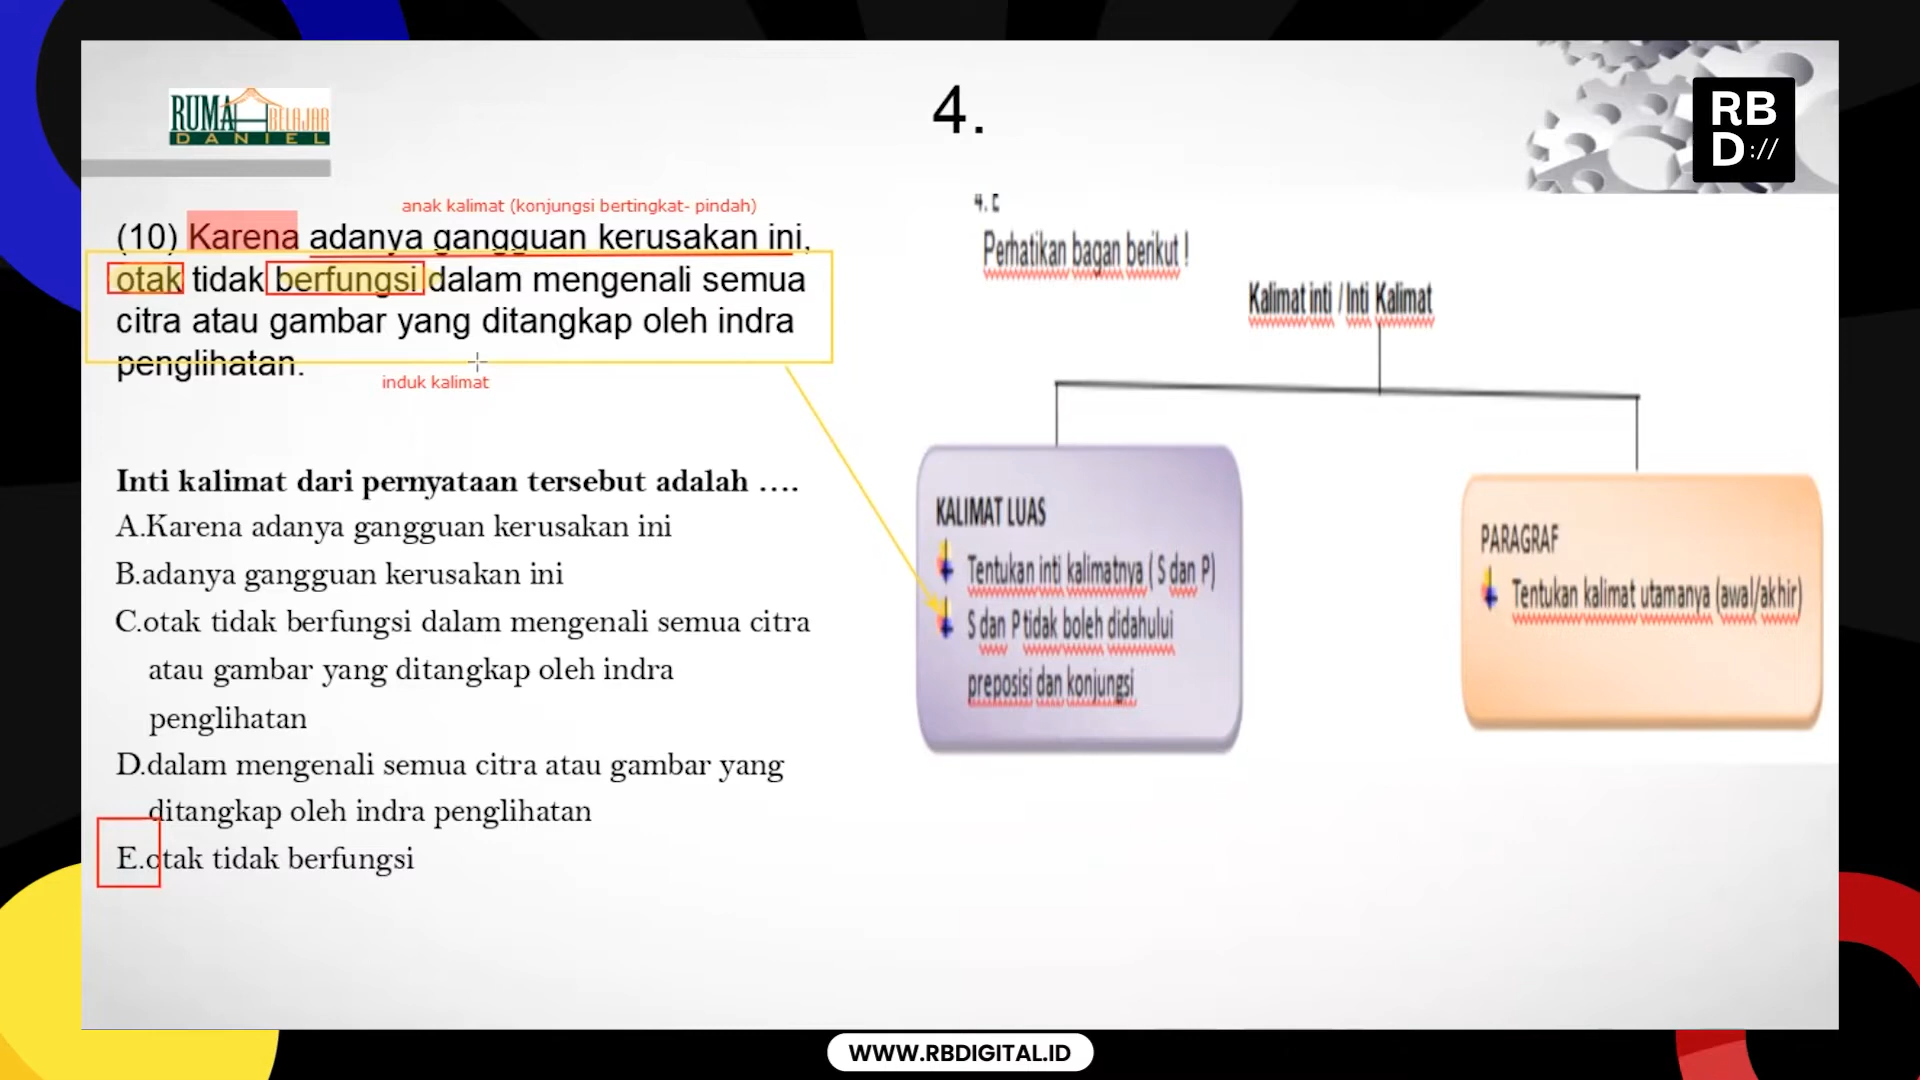 RUMA BELAJAR
DANIEL
4.
RB
D://
anak kalimat (konjungsi bertingkat- pindah)
(10) Karena adanya gangguan kerusakan ini,
otak tidak berfungsi dalam mengenali semua
citra atau gambar yang ditangkap oleh indra
penglihatan.
induk kalimat
Inti kalimat dari pernyataan tersebut adalah ....
A.Karena adanya gangguan kerusakan ini
B.adanya gangguan kerusakan ini
C.otak tidak berfungsi dalam mengenali semua citra
atau gambar yang ditangkap oleh indra
penglihatan
D.dalam mengenali semua citra atau gambar yang
ditangkap oleh indra penglihatan
E.otak tidak berfungsi
4.
Perhatikan bagan berikut !
Kalimat inti / Inti Kalimat
KALIMAT LUAS
Tentukan inti kalimatnya ( S dan P)
S dan P tidak boleh didahului
preposisi dan konjungsi
PARAGRAF
Tentukan kalimat utamanya (awal/akhir)
WWW.RBDIGITAL.ID